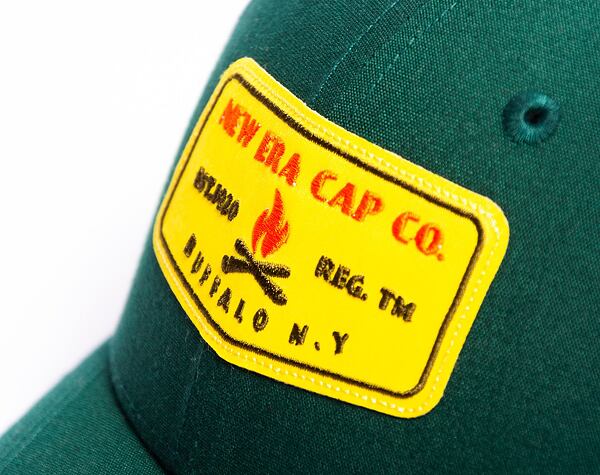 NEW ERA CAP CO.
EST. 1920 REG. TM
BUFFALO N.Y